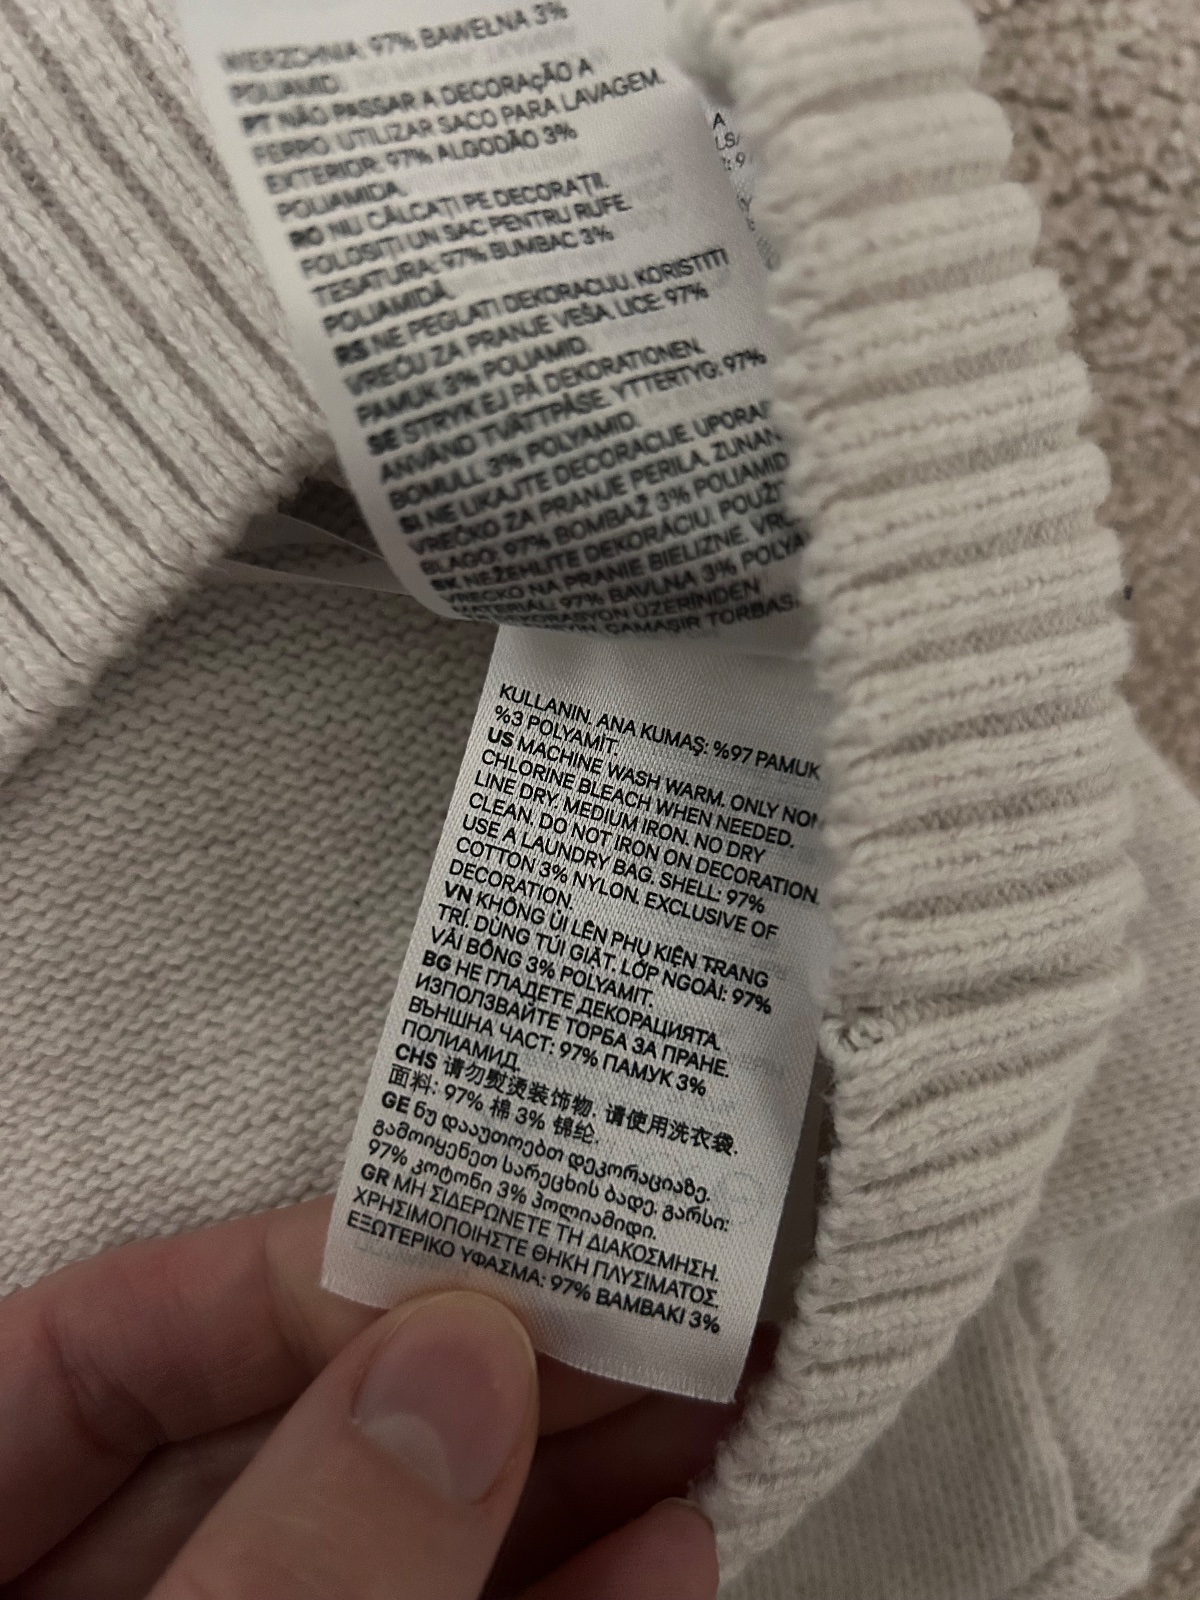 WIERZCHNIA: 97% BAWEŁNA 3%
POLIAMID.
PT NÃO PASSAR A DECORAÇÃO A
FERRO. UTILIZAR SACO PARA LAVAGEM.
EXTERIOR: 97% ALGODÃO 3%
POLIAMIDA.
RO NU CĂLCAȚI PE DECORAȚII.
FOLOSIȚI UN SAC PENTRU RUFE.
ȚESĂTURA: 97% BUMBAC 3%
POLIAMIDĂ.
RS NE PEGLATI DEKORACIJU. KORISTITI
VREĆU ZA PRANJE VEŠA. LICE: 97%
PAMUK 3% POLIAMID.
SE STRYK EJ PÅ DEKORATIONEN.
ANVÄND TVÄTTPÅSE. YTTERTYG: 97%
BOMULL 3% POLYAMID.
SI NE LIKAJTE DECORACIJE.
VREČKO ZA PRANJE PERILA.
BLAGO: 97% BOMBAŽ 3% POLIAMID
SK NEŽEHLITE DEKORÁCIU.
VRECKO NA PRANIE BIELIZNE.
MATERIÁL: 97% BAVLNA 3%
DEKORASYON ÜZERİNDEN
ÇAMAŞIR
KULLANIN. ANA KUMAŞ: %97 PAMUK
%3 POLYAMIT.
US MACHINE WASH WARM. ONLY
CHLORINE BLEACH WHEN NEEDED.
LINE DRY. MEDIUM IRON. NO DRY
CLEAN. DO NOT IRON ON DECORATION.
USE A LAUNDRY BAG. SHELL: 97%
COTTON 3% NYLON. EXCLUSIVE OF
DECORATION.
VN KHÔNG ỦI LÊN PHỤ KIỆN TRANG
TRÍ. DÙNG TÚI GIẶT. LỚP NGOÀI: 97%
VẢI BÔNG 3% POLYAMIT.
BG НЕ ГЛАДЕТЕ ДЕКОРАЦИЯТА.
ИЗПОЛЗВАЙТЕ ТОРБА ЗА ПРАНЕ.
ВЪНШНА ЧАСТ: 97% ПАМУК 3%
ПОЛИАМИД.
CHS 请勿熨烫装饰物. 请使用洗衣袋.
面料: 97% 棉 3% 锦纶.
GE ნუ დააუთოებთ დეკორაციაზე.
გამოიყენეთ სარეცხის ბადე. გარსი:
97% კოტონი 3% პოლიამიდი.
GR ΜΗ ΣΙΔΕΡΩΝΕΤΕ ΤΗ ΔΙΑΚΟΣΜΗΣΗ.
ΧΡΗΣΙΜΟΠΟΙΗΣΤΕ ΘΗΚΗ ΠΛΥΣΙΜΑΤΟΣ.
ΕΞΩΤΕΡΙΚΟ ΥΦΑΣΜΑ: 97% ΒΑΜΒΑΚΙ 3%